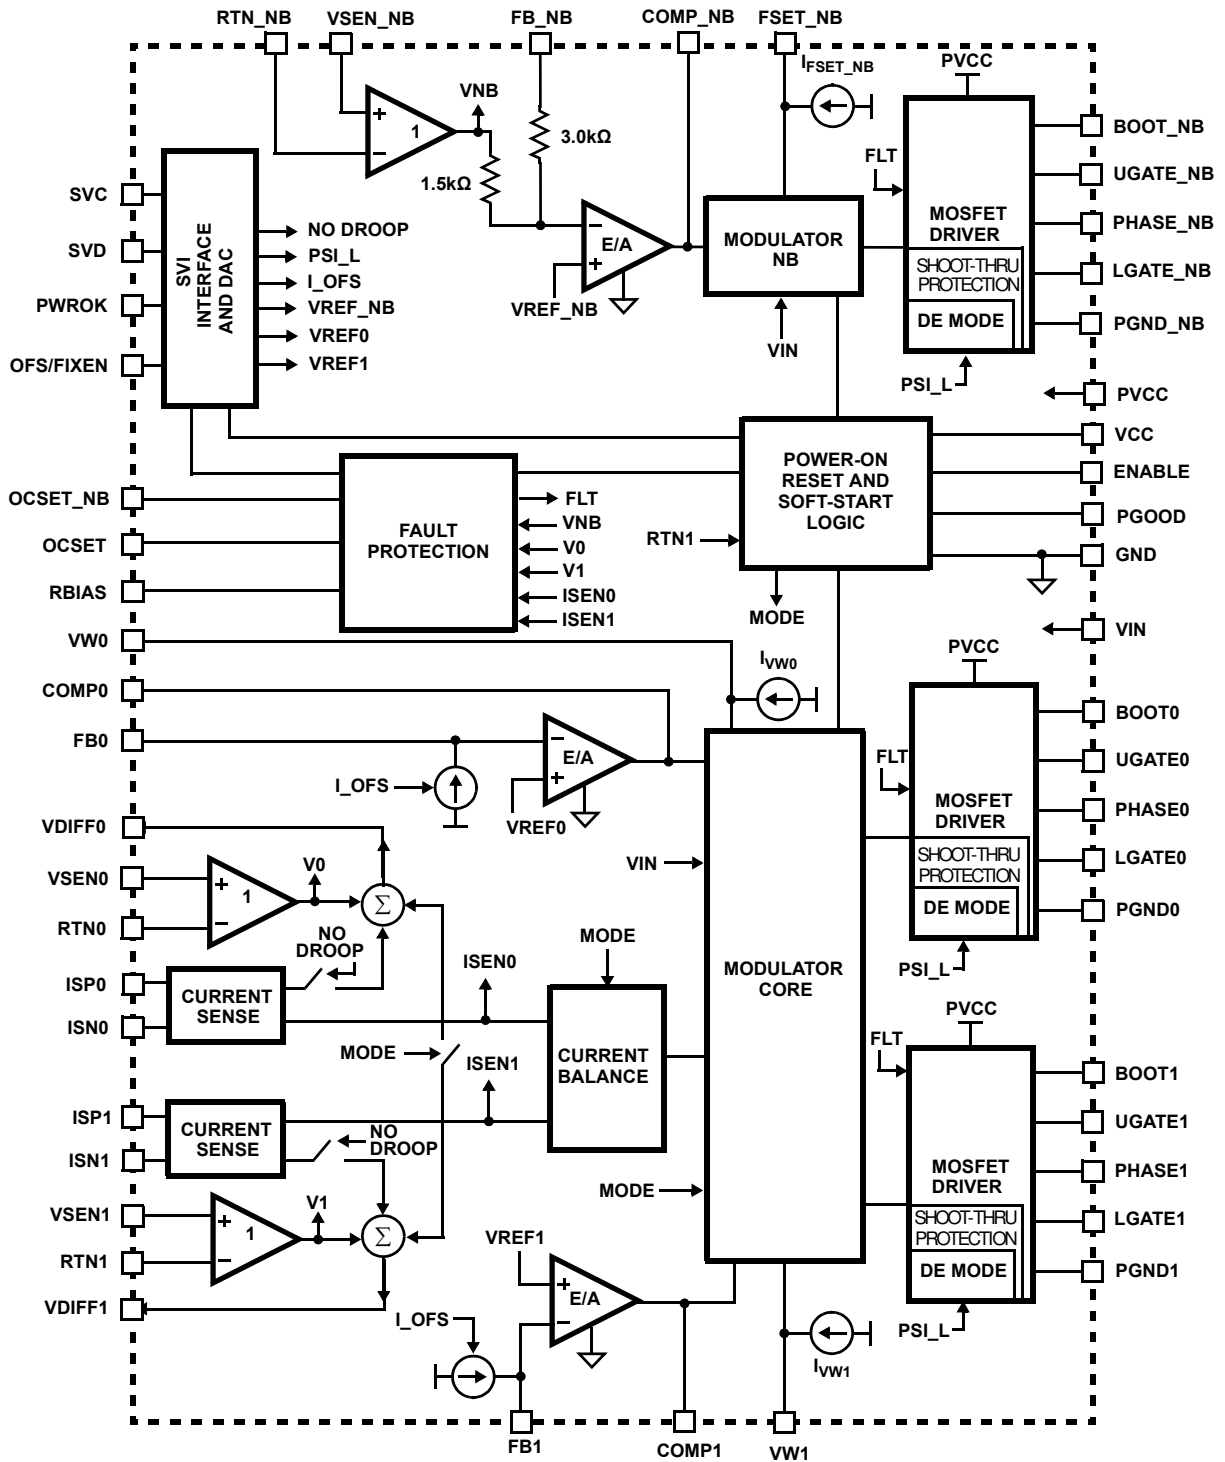 RTN_NB
VSEN_NB
FB_NB
COMP_NB
FSET_NB
IFSET_NB
PVCC
VNB
+
1
−
3.0kΩ
1.5kΩ
FLT
BOOT_NB
UGATE_NB
PHASE_NB
LGATE_NB
PGND_NB
MOSFET
DRIVER
SHOOT-THRU
PROTECTION
DE MODE
PSI_L
SVC
SVD
PWROK
OFS/FIXEN
SVI
INTERFACE
AND DAC
NO DROOP
PSI_L
I_OFS
VREF_NB
VREF0
VREF1
−
E/A
+
VREF_NB
MODULATOR
NB
VIN
PVCC
VCC
ENABLE
PGOOD
GND
VIN
POWER-ON
RESET AND
SOFT-START
LOGIC
RTN1
MODE
OCSET_NB
OCSET
RBIAS
FAULT
PROTECTION
FLT
VNB
V0
V1
ISEN0
ISEN1
VW0
COMP0
FB0
IVW0
−
E/A
+
I_OFS
VREF0
PVCC
FLT
MOSFET
DRIVER
SHOOT-THRU
PROTECTION
DE MODE
PSI_L
BOOT0
UGATE0
PHASE0
LGATE0
PGND0
VDIFF0
VSEN0
RTN0
+
1
−
V0
Σ
NO
DROOP
ISP0
ISN0
CURRENT
SENSE
ISEN0
MODE
VIN
MODULATOR
CORE
CURRENT
BALANCE
MODE
ISEN1
ISP1
ISN1
CURRENT
SENSE
NO
DROOP
MODE
VSEN1
RTN1
VDIFF1
+
1
−
V1
Σ
VREF1
+
E/A
−
I_OFS
IVW1
PVCC
FLT
MOSFET
DRIVER
SHOOT-THRU
PROTECTION
DE MODE
PSI_L
BOOT1
UGATE1
PHASE1
LGATE1
PGND1
FB1
COMP1
VW1